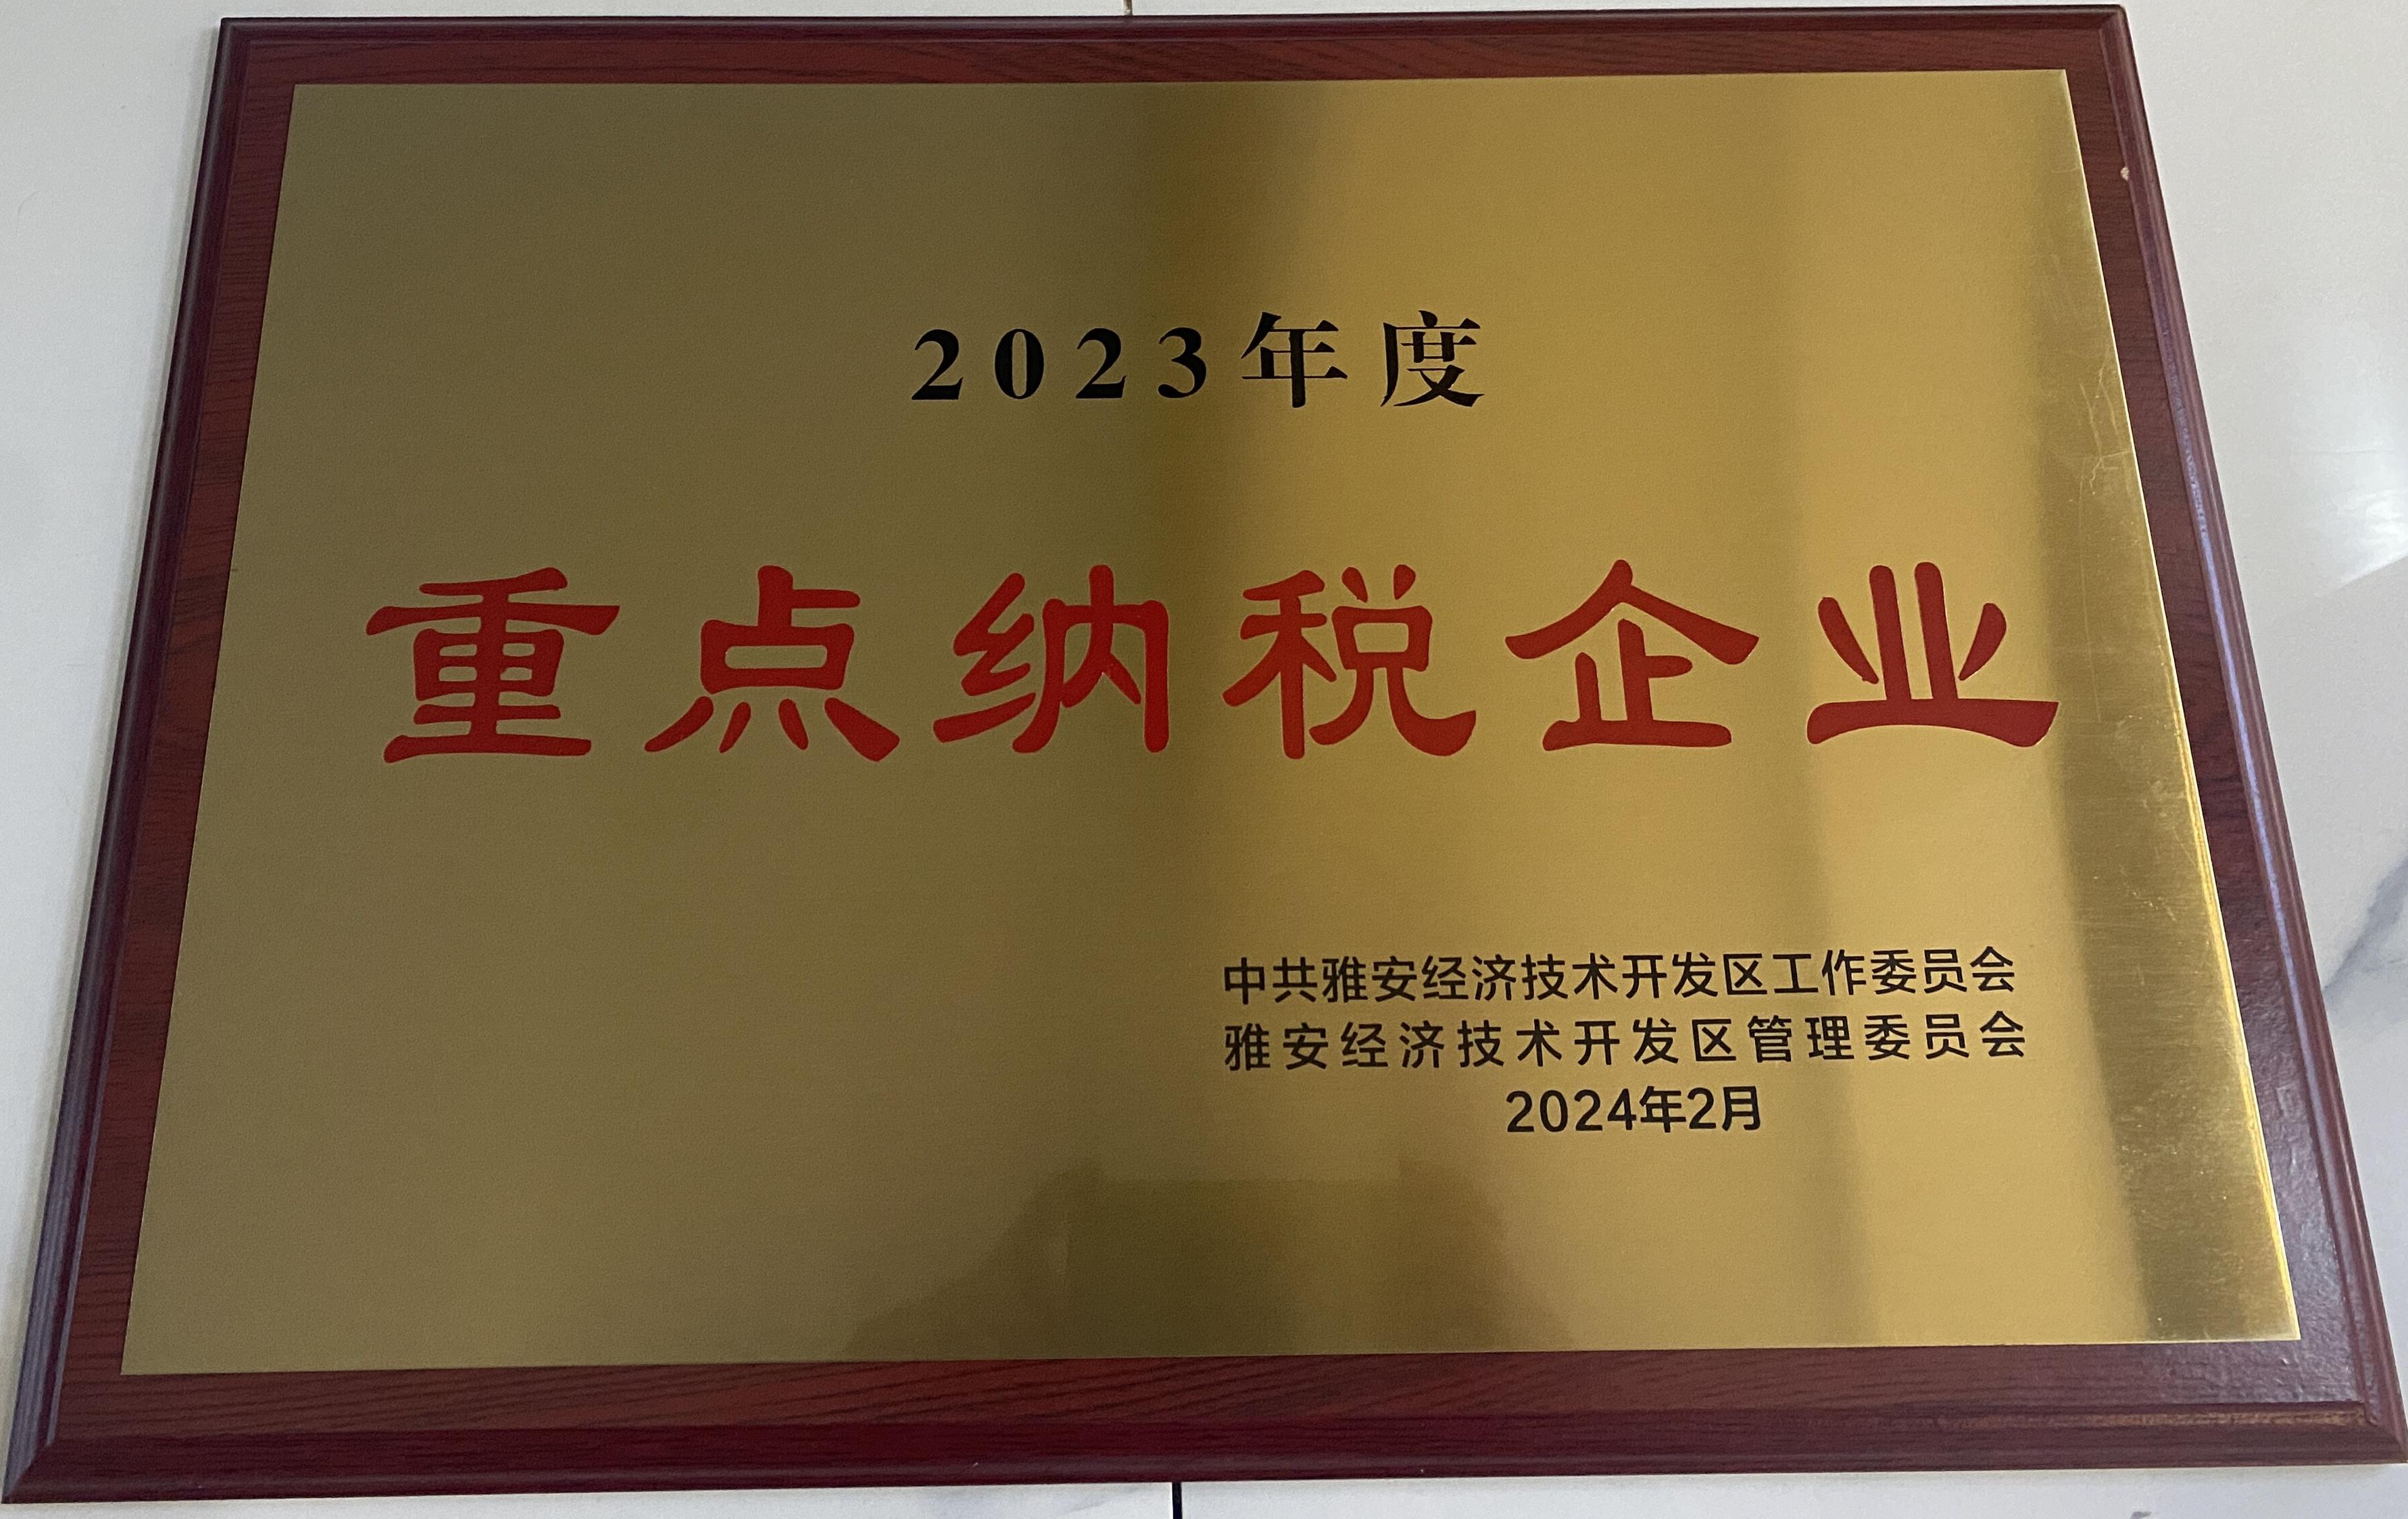 2023年度
重点纳税企业
中共雅安经济技术开发区工作委员会
雅安经济技术开发区管理委员会
2024年2月